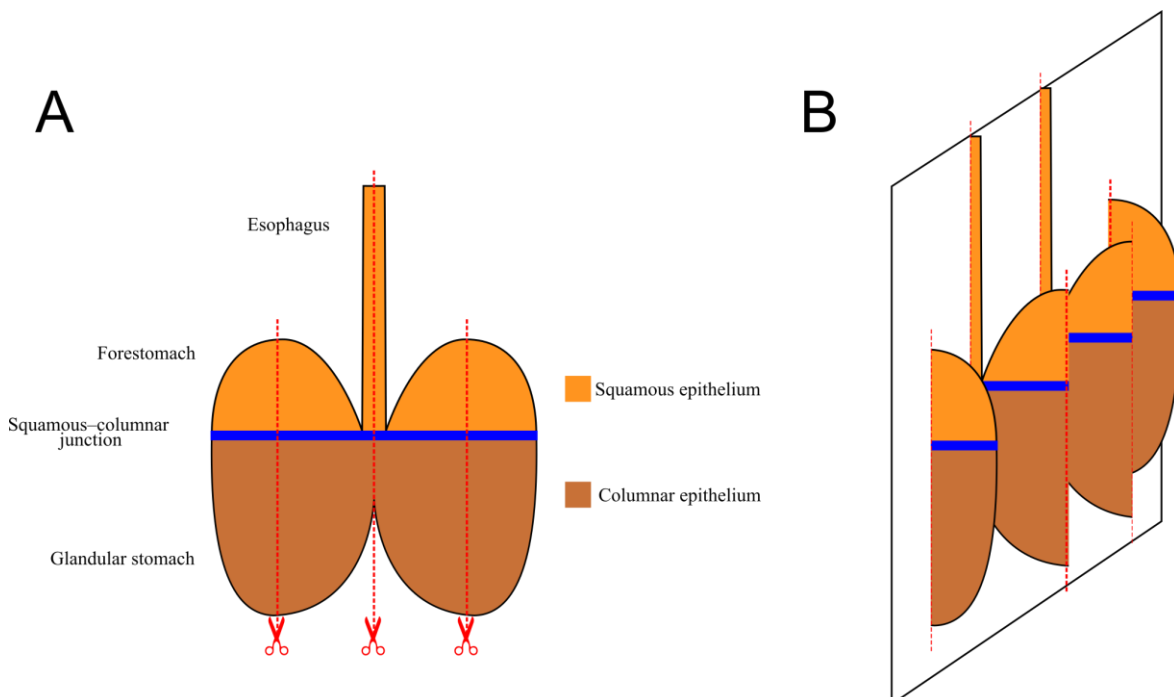 A
B
Esophagus
Forestomach
Squamous–columnar
junction
Glandular stomach
Squamous epithelium
Columnar epithelium